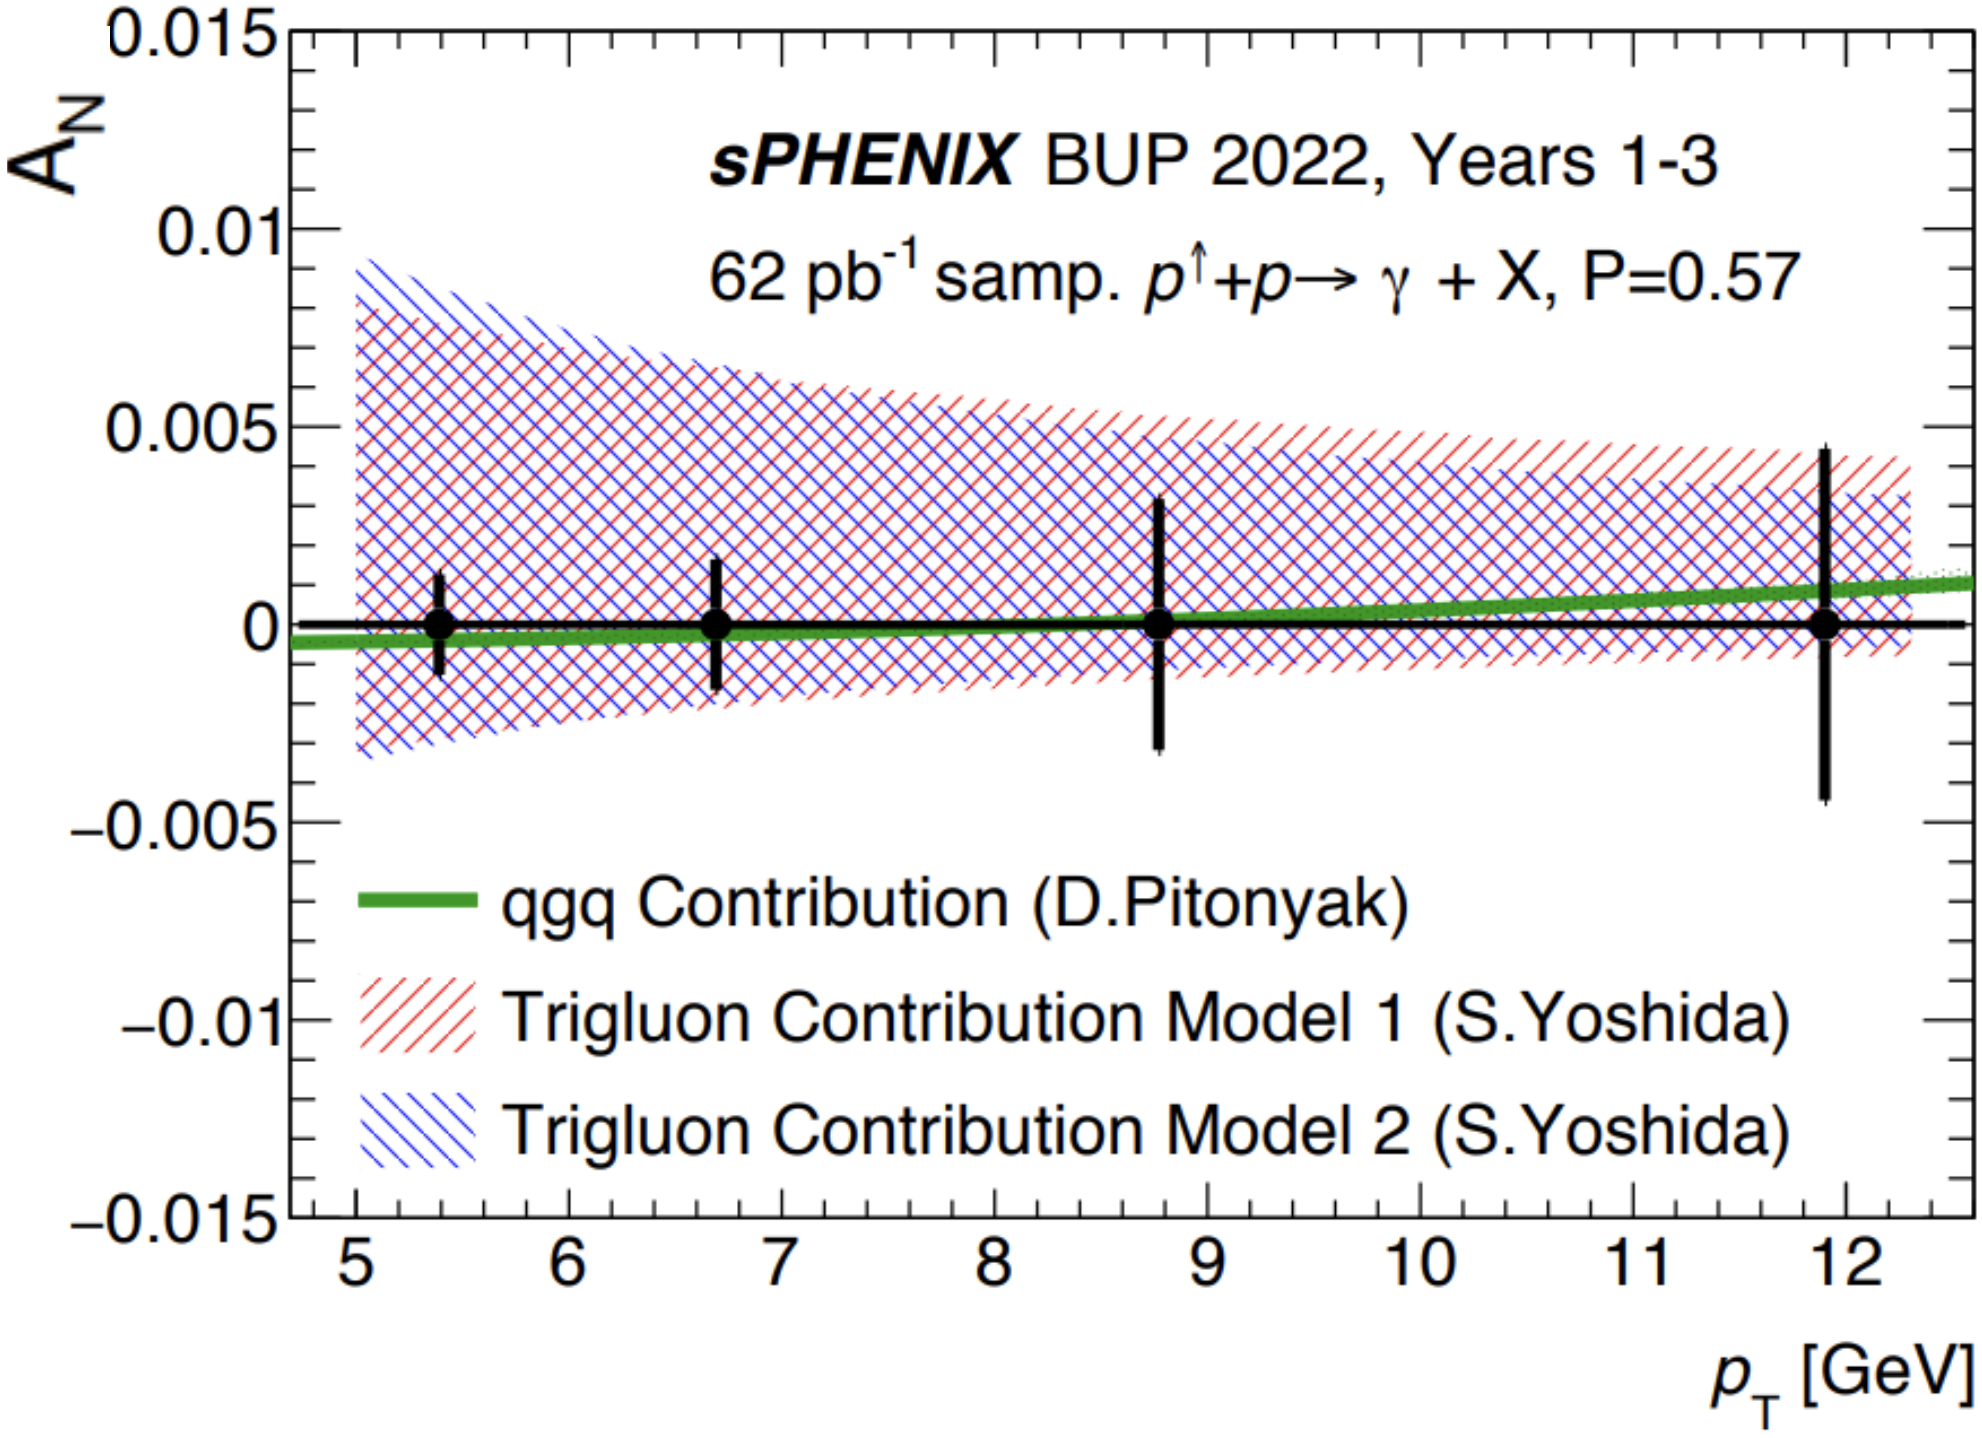 0.015
A_N
sPHENIX BUP 2022, Years 1-3
0.01
62 pb^-1 samp. p^↑+p→ γ + X, P=0.57
0.005
0
−0.005
qgq Contribution (D.Pitonyak)
−0.01
Trigluon Contribution Model 1 (S.Yoshida)
Trigluon Contribution Model 2 (S.Yoshida)
−0.015
5 6 7 8 9 10 11 12
p_T [GeV]